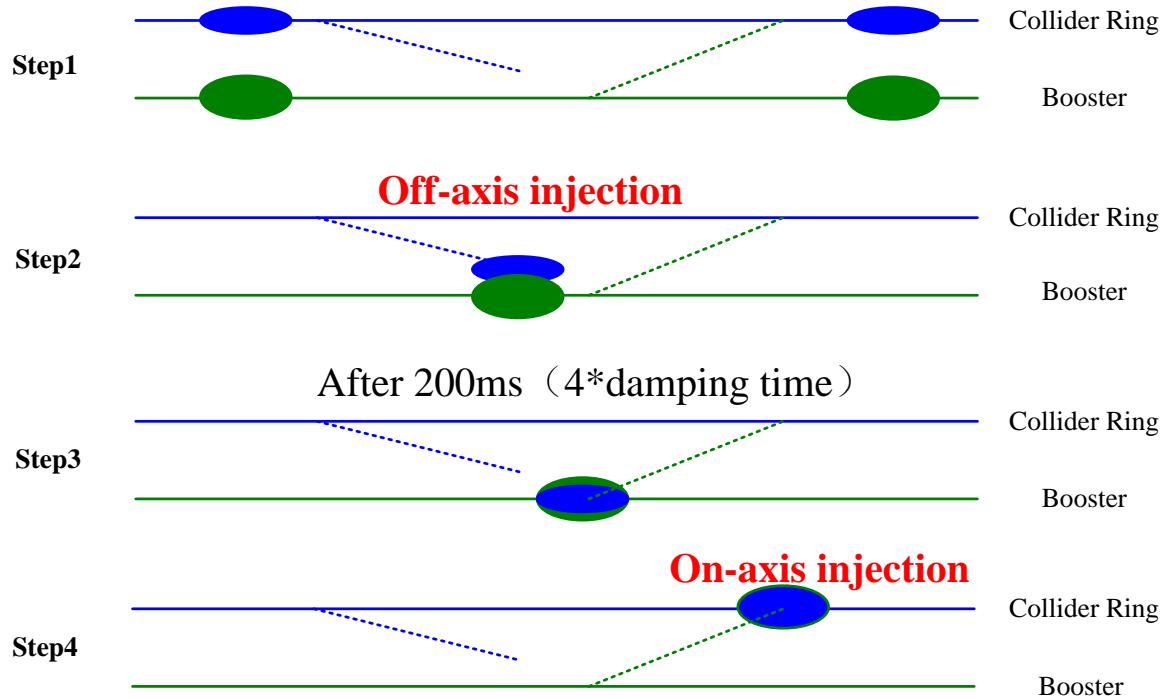 Collider Ring
Step1
Booster
Off-axis injection
Collider Ring
Step2
Booster
After 200ms（4*damping time）
Collider Ring
Step3
Booster
On-axis injection
Collider Ring
Step4
Booster